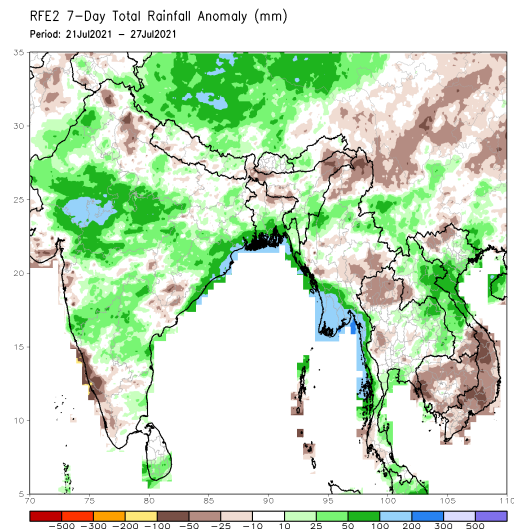 RFE2 7-Day Total Rainfall Anomaly (mm)
Period: 21Jul2021 – 27Jul2021
35
30
25
20
15
10
5
70 75 80 85 90 95 100 105 110
-500 -300 -200 -100 -50 -25 -10 10 25 50 100 200 300 500